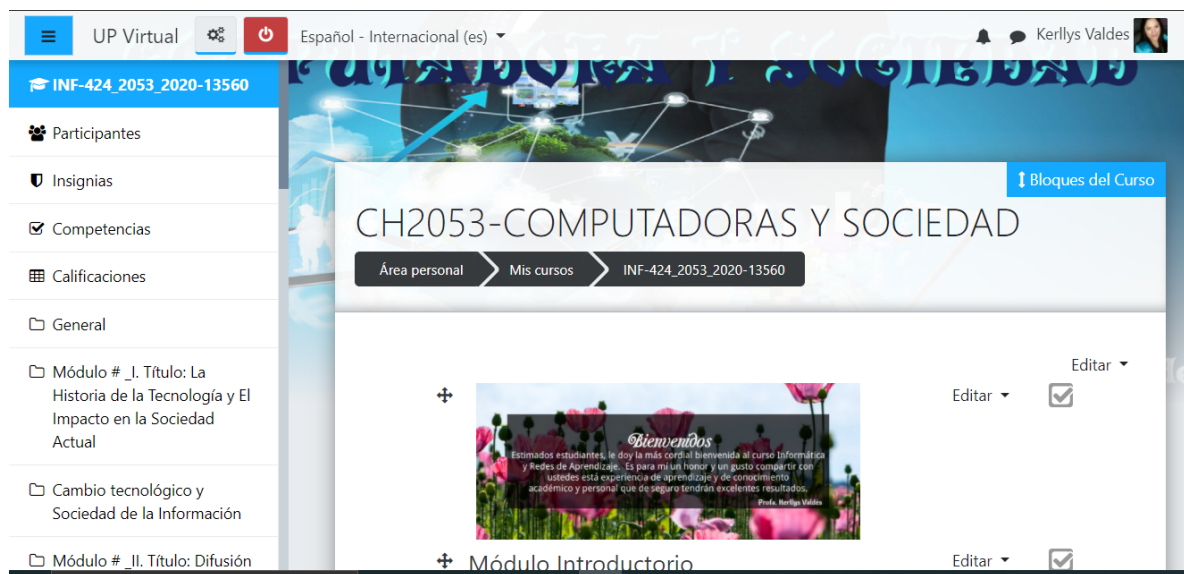 UP Virtual
Español - Internacional (es)
Kerllys Valdes
COMPUTADORA Y SOCIEDAD
INF-424_2053_2020-13560
Participantes
Insignias
Competencias
Calificaciones
General
Módulo # _I. Título: La
Historia de la Tecnología y El
Impacto en la Sociedad
Actual
Cambio tecnológico y
Sociedad de la Información
Módulo # _II. Título: Difusión
Bloques del Curso
CH2053-COMPUTADORAS Y SOCIEDAD
Área personal
Mis cursos
INF-424_2053_2020-13560
Editar
Editar
Bienvenidos
Estimados estudiantes, le doy la más cordial bienvenida al curso Informática
y Redes de Aprendizaje. Es para mí un honor y un gusto compartir con
ustedes está experiencia de aprendizaje y de conocimiento
académico y personal que de seguro tendrán excelentes resultados.
Profa. Kerllys Valdés
Módulo Introductorio
Editar